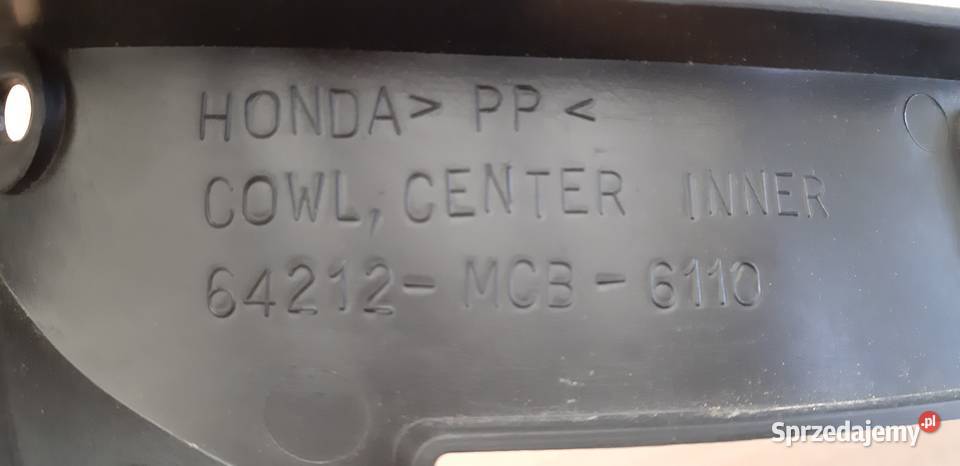 HONDA> PP <
COWL, CENTER INNER
64212-MCB-6110
Sprzedajemy.pl